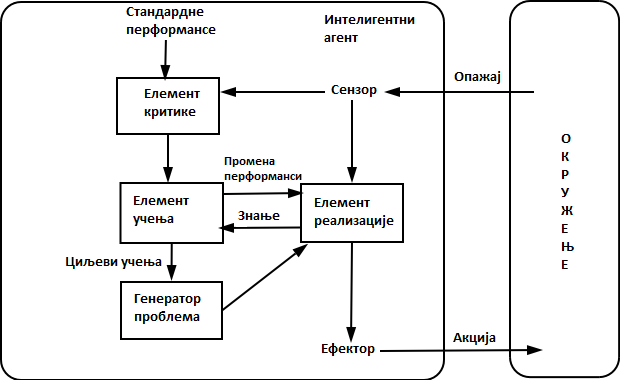 Стандардне
перформансе
Интелигентни
агент
Елемент
критике
Сензор
Опажај
Промена
перформанси
Елемент
учења
Знање
Елемент
реализације
Циљеви учења
Генератор
проблема
Ефектор
Акција
О
К
Р
У
Ж
Е
Њ
Е